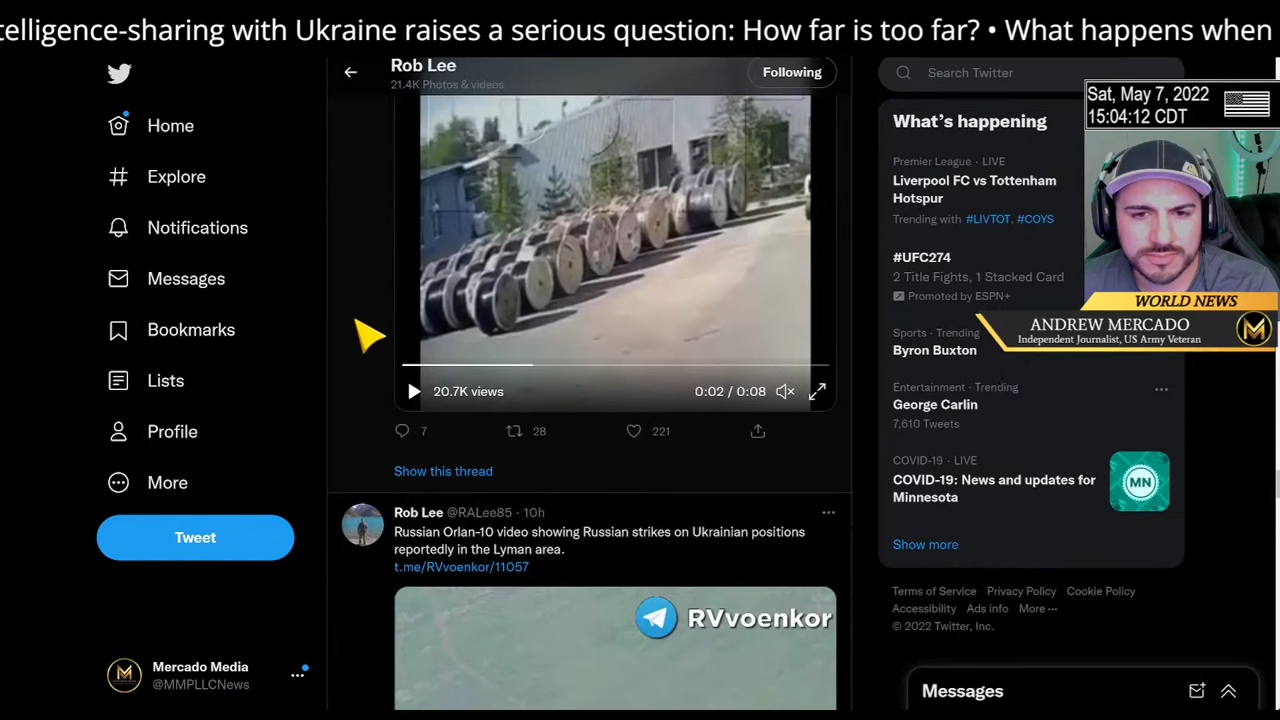 telligence-sharing with Ukraine raises a serious question: How far is too far? • What happens when
Rob Lee
21.4K Photos & videos
Following
Search Twitter
Sat, May 7, 2022
15:04:12 CDT
Home
Explore
Notifications
Messages
Bookmarks
Lists
Profile
More
Tweet
Mercado Media
@MMPLLCNews
20.7K views
0:02 / 0:08
7
28
221
Show this thread
Rob Lee @RALee85 · 10h
Russian Orlan-10 video showing Russian strikes on Ukrainian positions
reportedly in the Lyman area.
t.me/RVvoenkor/11057
RVvoenkor
What's happening
Premier League · LIVE
Liverpool FC vs Tottenham
Hotspur
Trending with #LIVTOT, #COYS
#UFC274
2 Title Fights, 1 Stacked Card
Promoted by ESPN+
Sports · Trending
Byron Buxton
Entertainment · Trending
George Carlin
7,610 Tweets
COVID-19 · LIVE
COVID-19: News and updates for
Minnesota
MN
Show more
WORLD NEWS
ANDREW MERCADO
Independent Journalist, US Army Veteran
Terms of Service Privacy Policy Cookie Policy
Accessibility Ads info More ···
© 2022 Twitter, Inc.
Messages